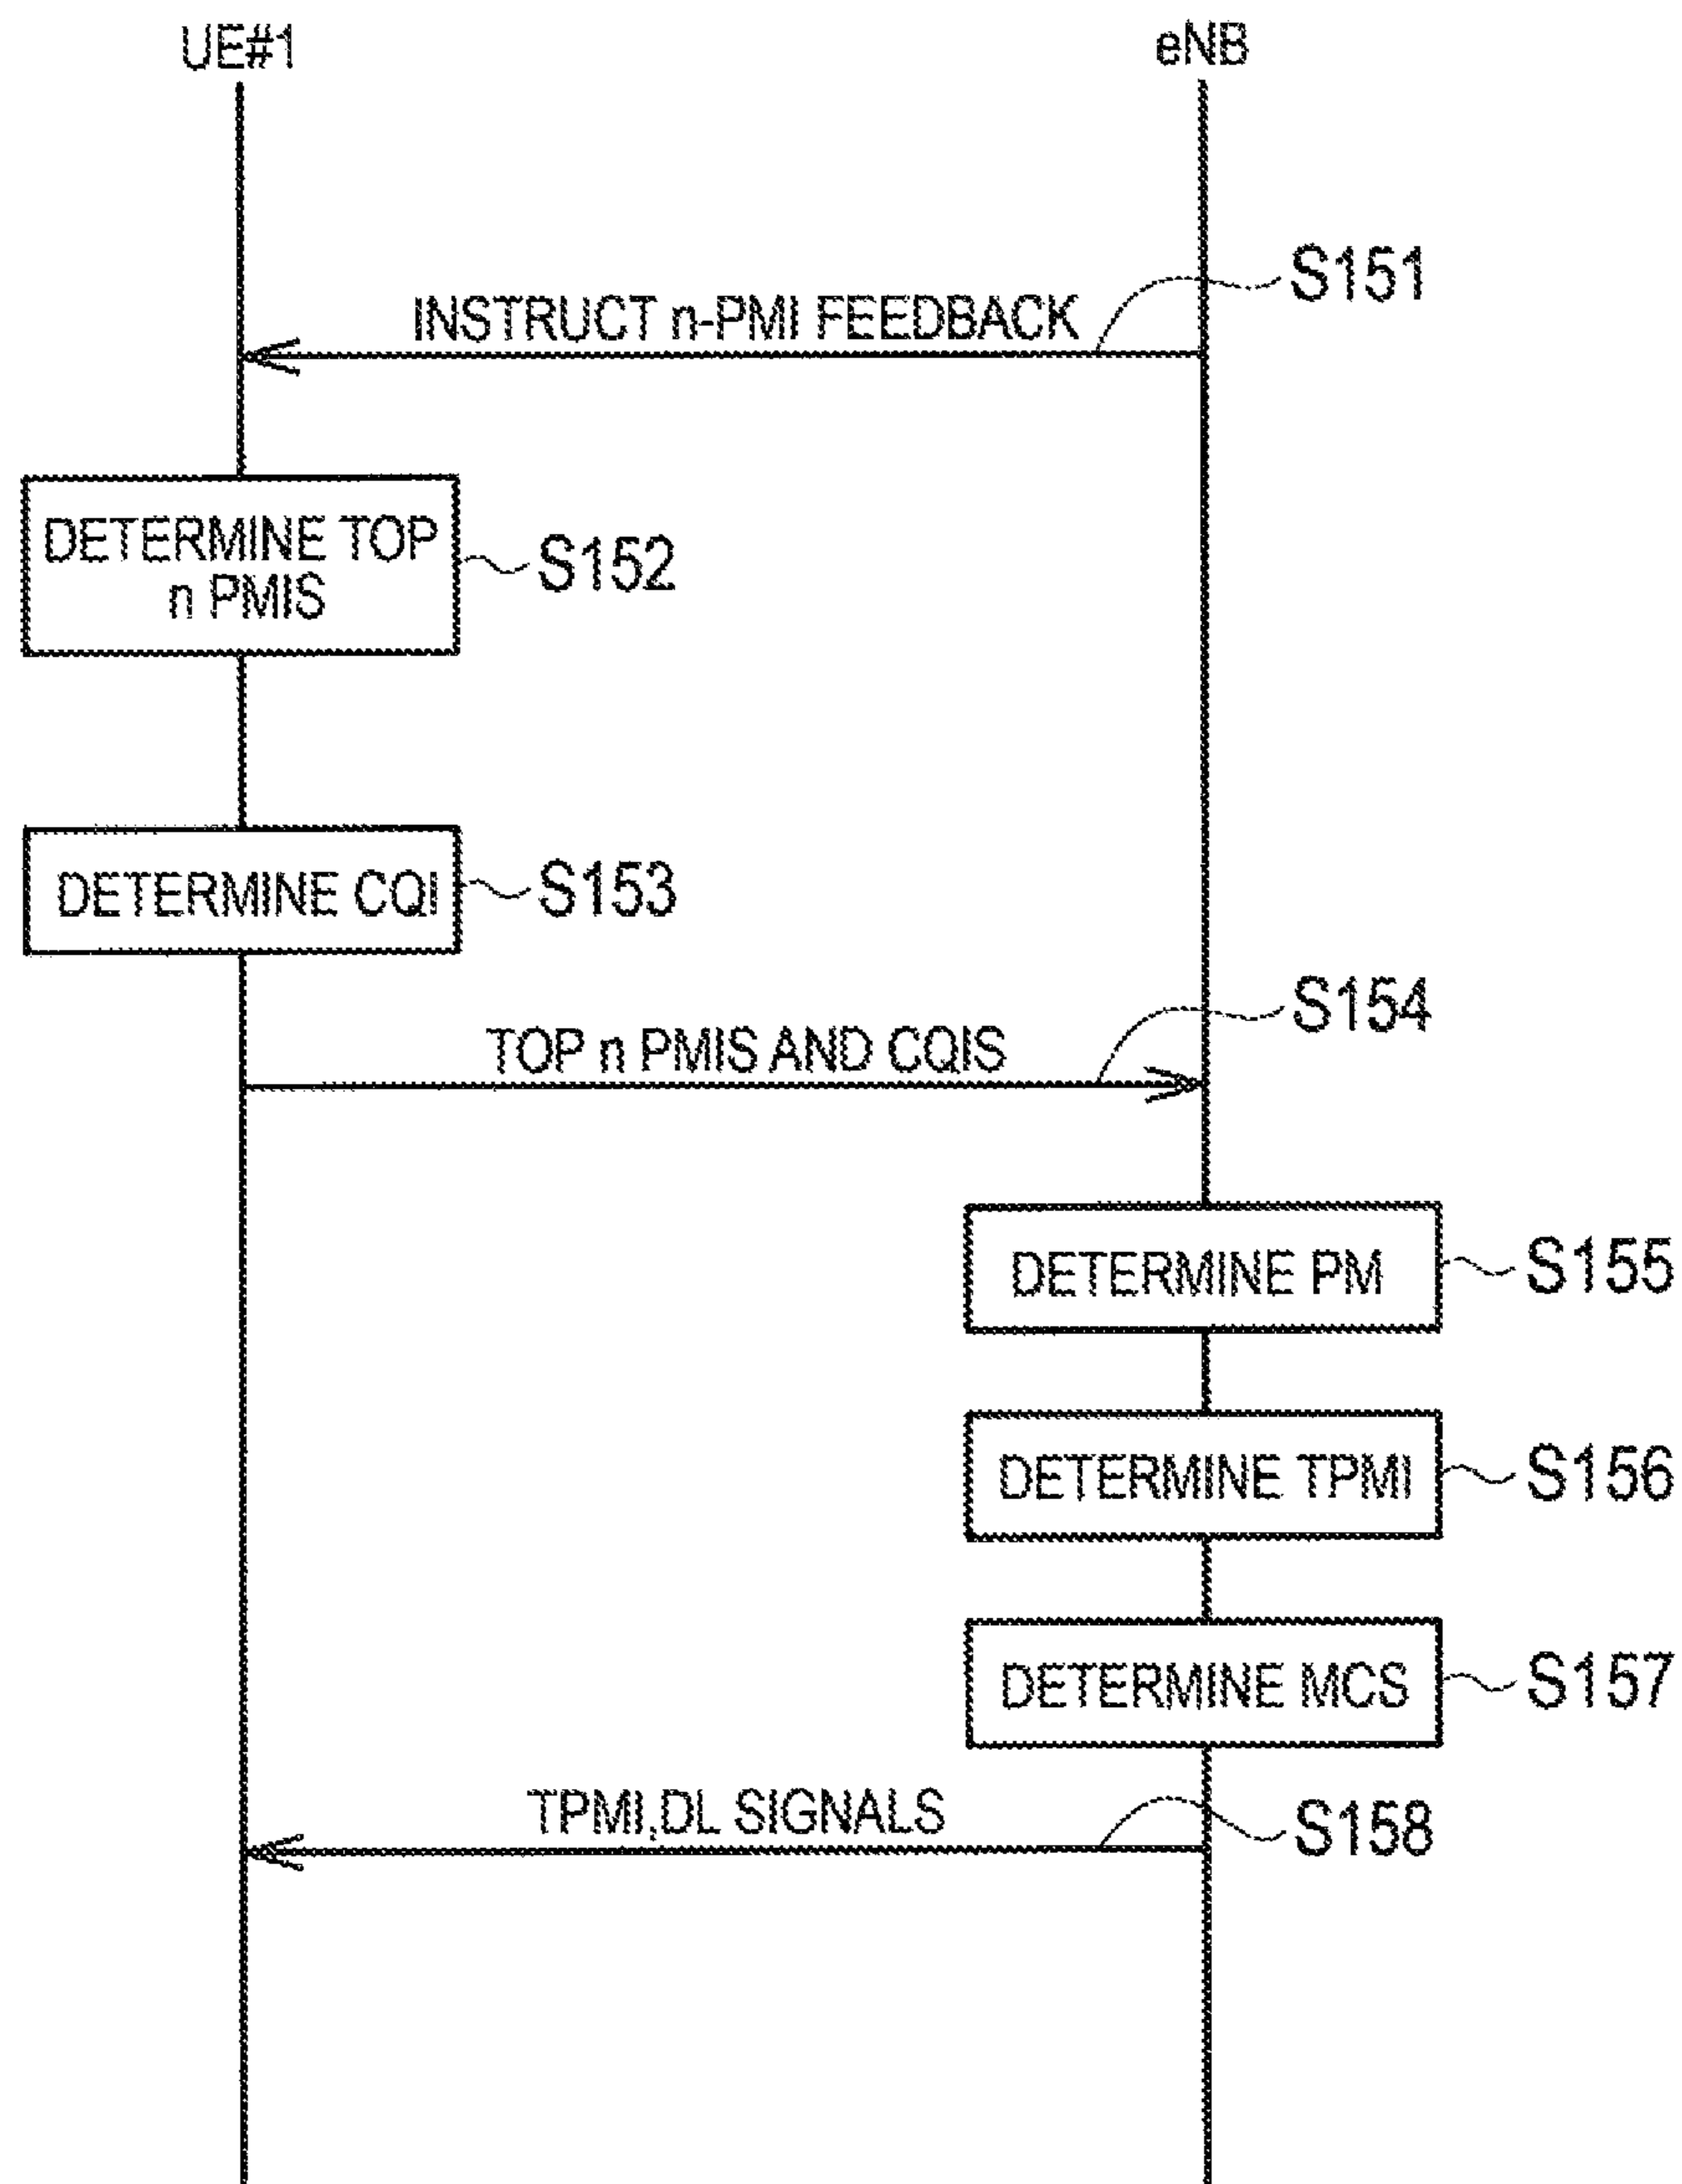 UE#1
eNB
S151
INSTRUCT n-PMI FEEDBACK
DETERMINE TOP
n PMIS
S152
DETERMINE CQI
S153
S154
TOP n PMIS AND CQIS
DETERMINE PM
S155
DETERMINE TPMI
S156
DETERMINE MCS
S157
TPMI,DL SIGNALS
S158